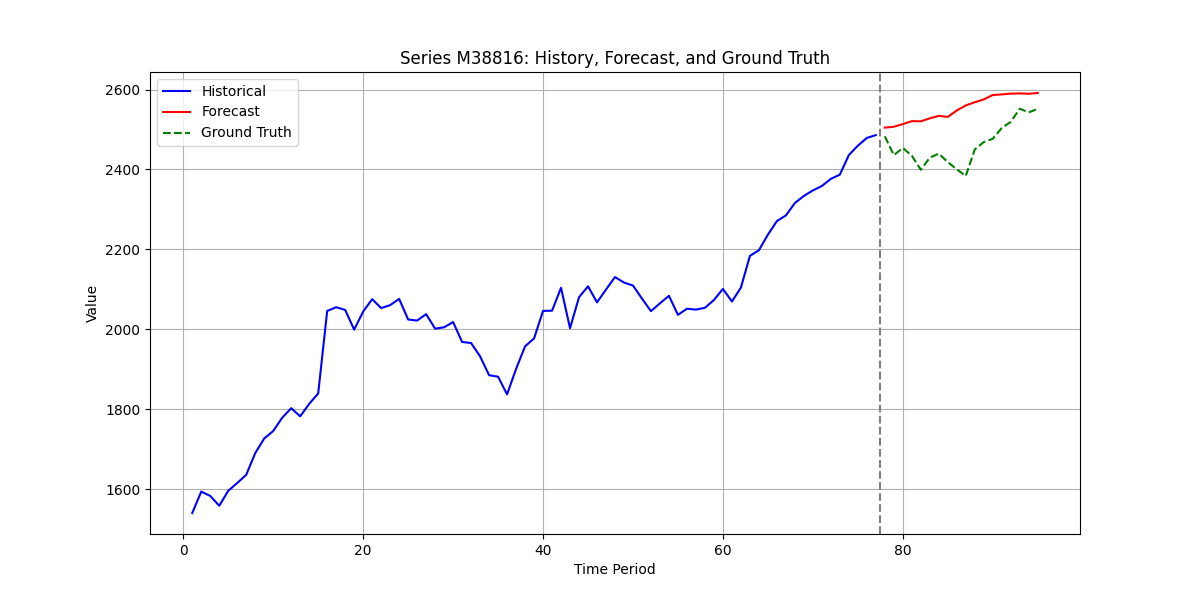 Series M38816: History, Forecast, and Ground Truth
Historical
Forecast
Ground Truth
2600
2400
2200
2000
1800
1600
Value
0 20 40 60 80
Time Period